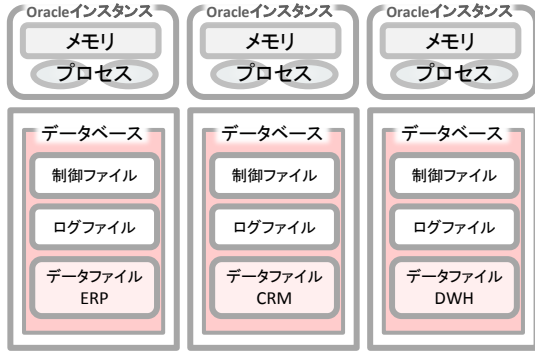 Oracleインスタンス
メモリ
プロセス
データベース
制御ファイル
ログファイル
データファイル
ERP
Oracleインスタンス
メモリ
プロセス
データベース
制御ファイル
ログファイル
データファイル
CRM
Oracleインスタンス
メモリ
プロセス
データベース
制御ファイル
ログファイル
データファイル
DWH